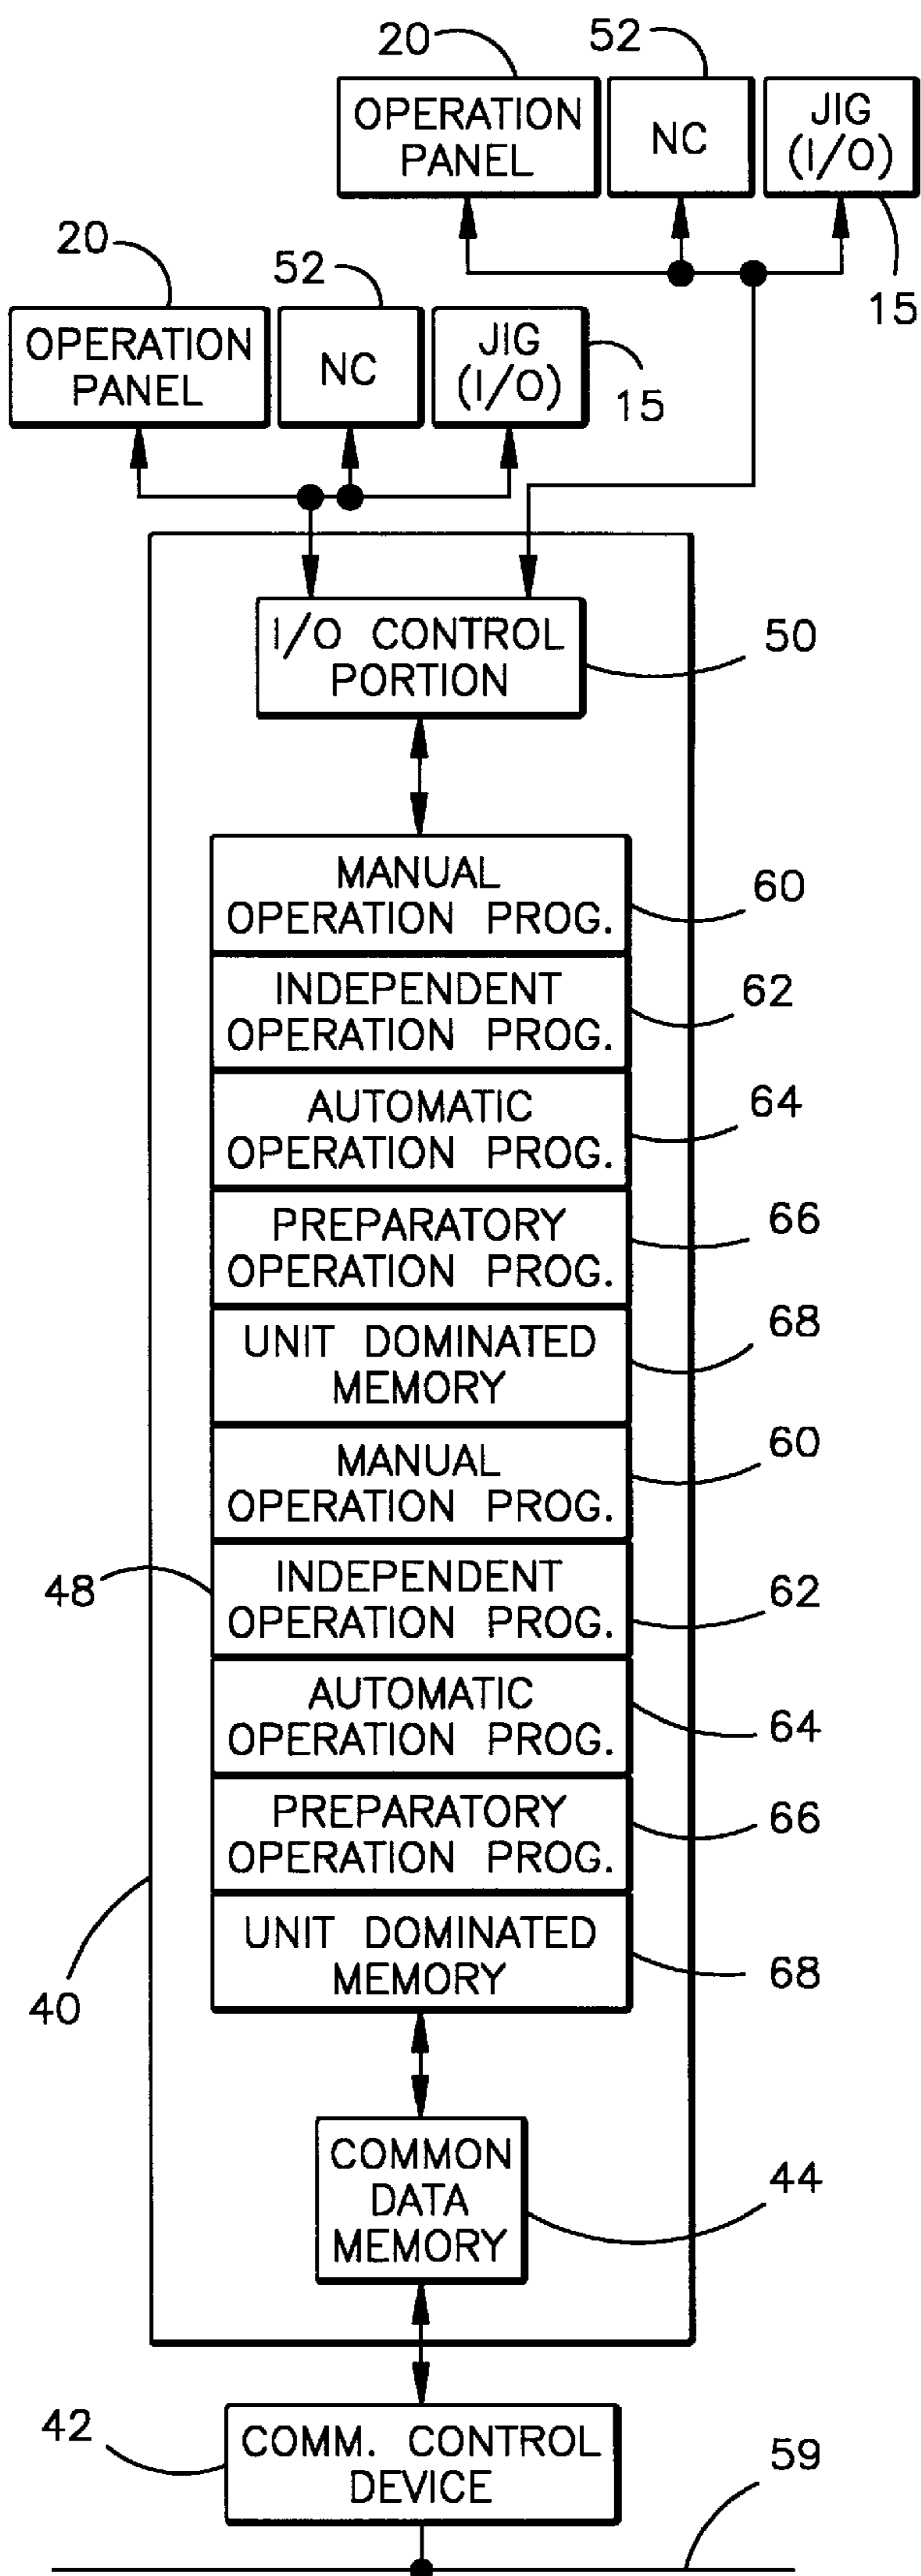 20
52
OPERATION
PANEL
NC
JIG
(I/O)
15
20
52
OPERATION
PANEL
NC
JIG
(I/O)
15
I/O CONTROL
PORTION
50
MANUAL
OPERATION PROG.
60
INDEPENDENT
OPERATION PROG.
62
AUTOMATIC
OPERATION PROG.
64
PREPARATORY
OPERATION PROG.
66
UNIT DOMINATED
MEMORY
68
MANUAL
OPERATION PROG.
60
48
INDEPENDENT
OPERATION PROG.
62
AUTOMATIC
OPERATION PROG.
64
PREPARATORY
OPERATION PROG.
66
UNIT DOMINATED
MEMORY
68
40
COMMON
DATA
MEMORY
44
42
COMM. CONTROL
DEVICE
59